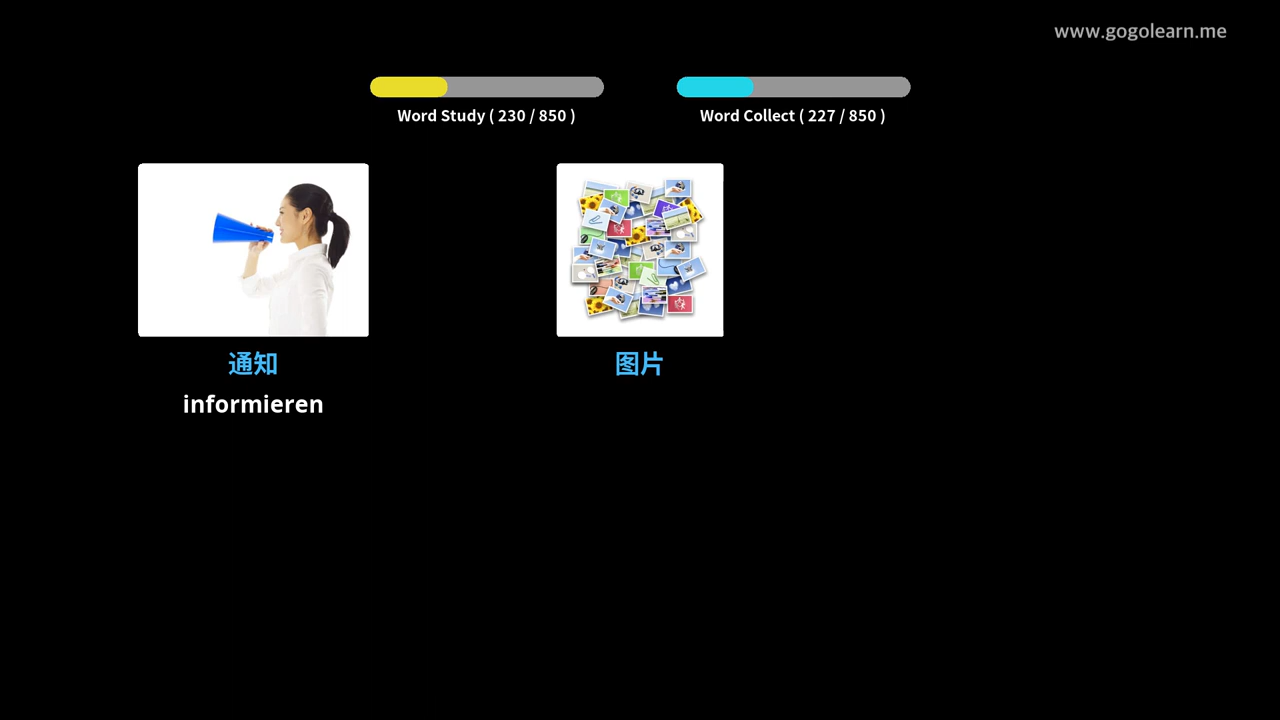 www.gogolearn.me
Word Study ( 230 / 850 )
Word Collect ( 227 / 850 )
通知
图片
informieren